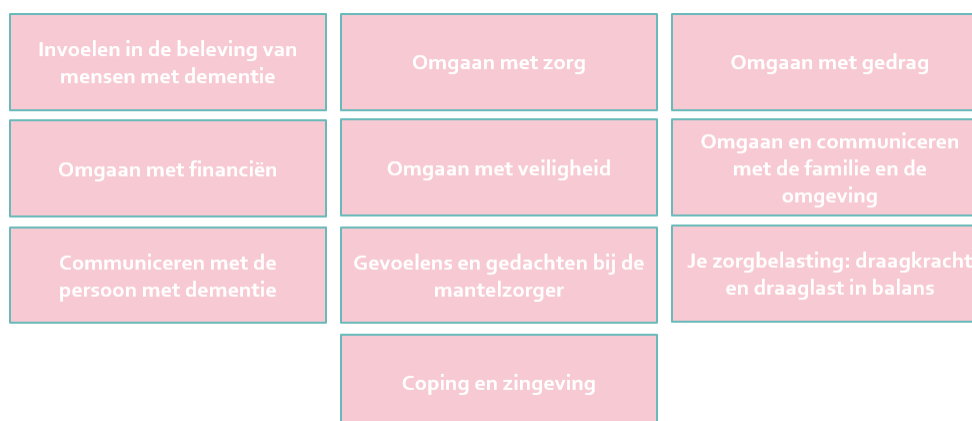 Invoelen in de beleving van
mensen met dementie
Omgaan met zorg
Omgaan met gedrag
Omgaan met financiën
Omgaan met veiligheid
Omgaan en communiceren
met de familie en de
omgeving
Communiceren met de
persoon met dementie
Gevoelens en gedachten bij de
mantelzorger
Je zorgbelasting: draagkracht
en draaglast in balans
Coping en zingeving